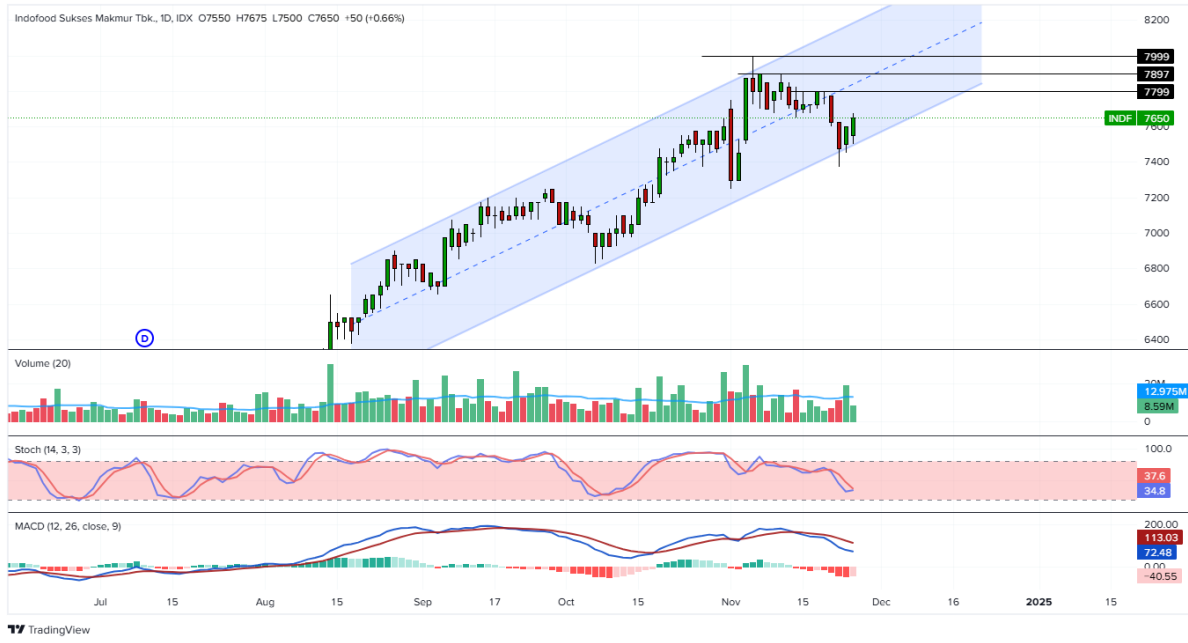 Indofood Sukses Makmur Tbk., 1D, IDX O7550 H7675 L7500 C7650 +50 (+0.66%)
8200
7999
7897
7799
INDF 7650
7600
7400
7200
7000
6800
6600
6400
D
Volume (20)
20M
12.975M
8.59M
0
Stoch (14, 3, 3)
100.0
37.6
34.8
MACD (12, 26, close, 9)
200.00
113.03
72.48
0.00
−40.55
Jul 15 Aug 15 Sep 17 Oct 15 Nov 15 Dec 16 2025 15
TradingView